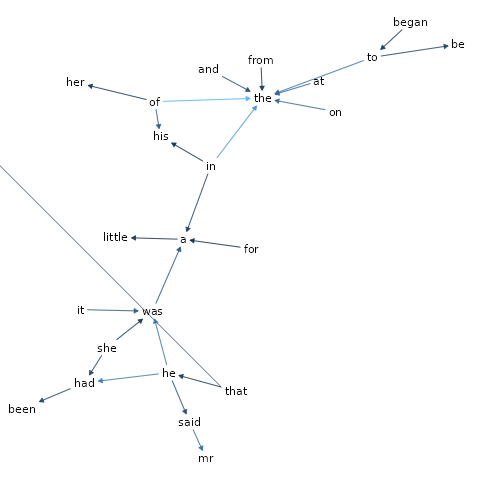 began
be
to
from
and
at
her
of
the
on
his
in
little
a
for
it
was
she
he
had
that
been
said
mr